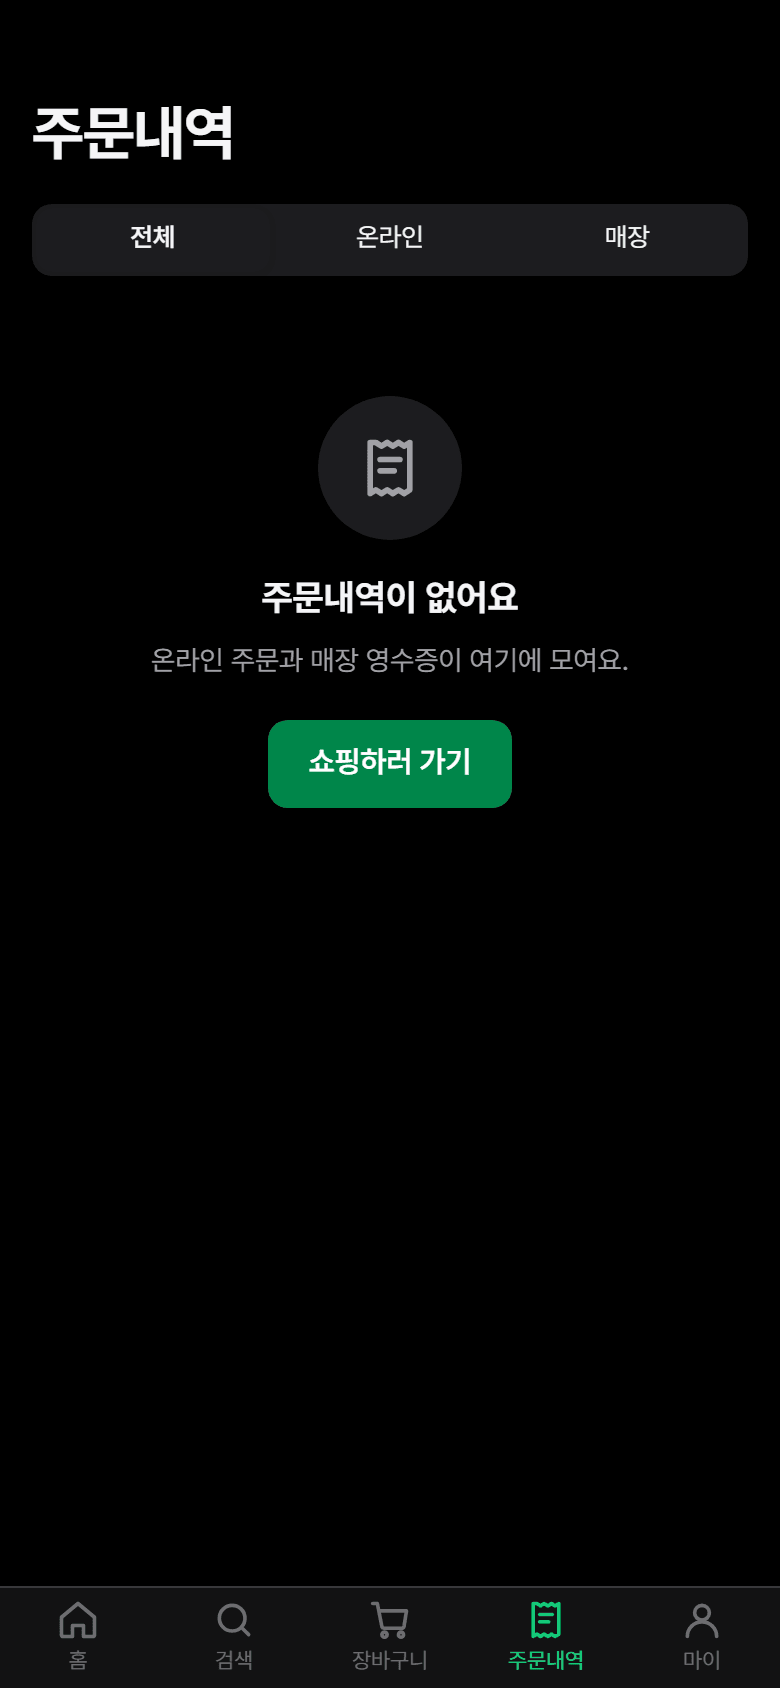 주문내역
전체 온라인 매장
주문내역이 없어요
온라인 주문과 매장 영수증이 여기에 모여요.
쇼핑하러 가기
홈 검색 장바구니 주문내역 마이